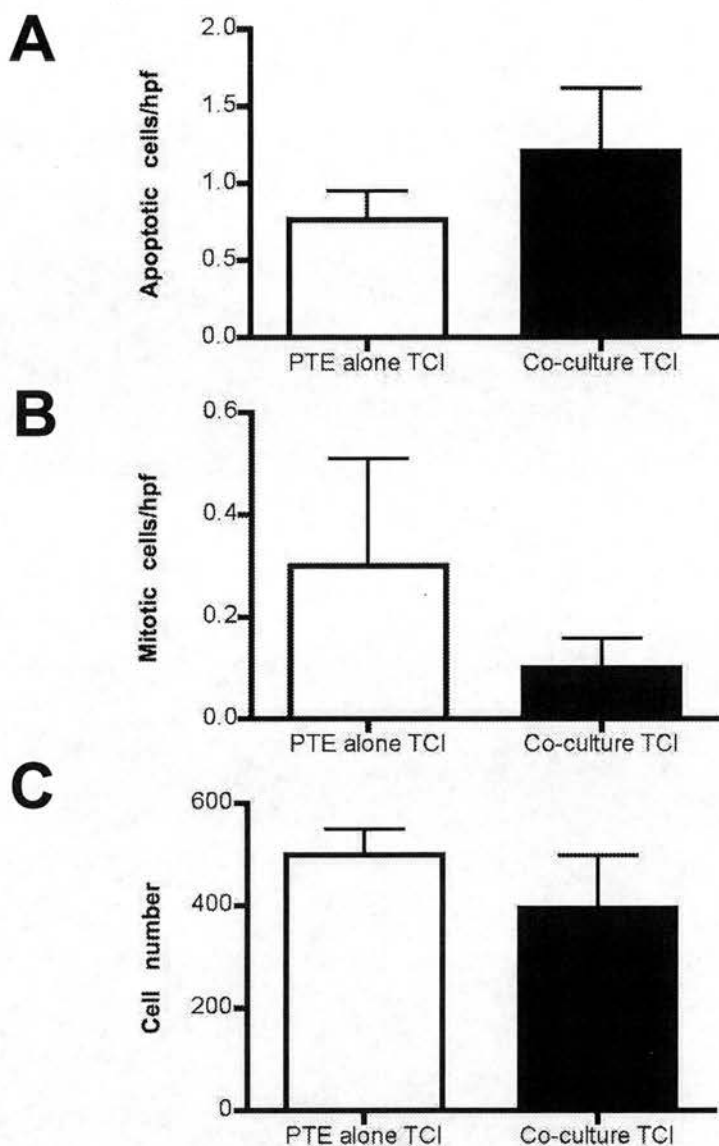 A
Apoptotic cells/hpf
2.0
1.5
1.0
0.5
0.0
PTE alone TCI
Co-culture TCI
B
Mitotic cells/hpf
0.6
0.4
0.2
0.0
PTE alone TCI
Co-culture TCI
C
Cell number
600
400
200
0
PTE alone TCI
Co-culture TCI